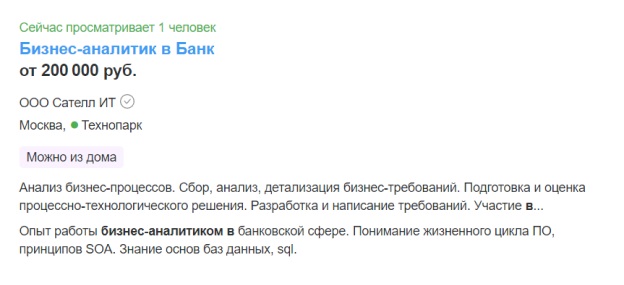 Сейчас просматривает 1 человек
Бизнес-аналитик в Банк
от 200 000 руб.
ООО Сателл ИТ
Москва, Технопарк
Можно из дома
Анализ бизнес-процессов. Сбор, анализ, детализация бизнес-требований. Подготовка и оценка
процессно-технологического решения. Разработка и написание требований. Участие в...
Опыт работы бизнес-аналитиком в банковской сфере. Понимание жизненного цикла ПО,
принципов SOA. Знание основ баз данных, sql.